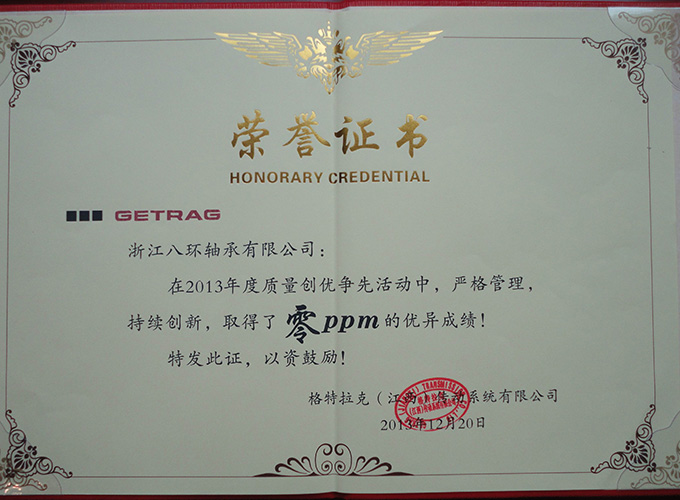 荣誉证书
HONORARY CREDENTIAL
GETRAG
浙江八环轴承有限公司：
在2013年度质量创优争先活动中，严格管理，
持续创新，取得了零ppm的优异成绩！
特发此证，以资鼓励！
格特拉克（江西）传动系统有限公司
2013年12月20日